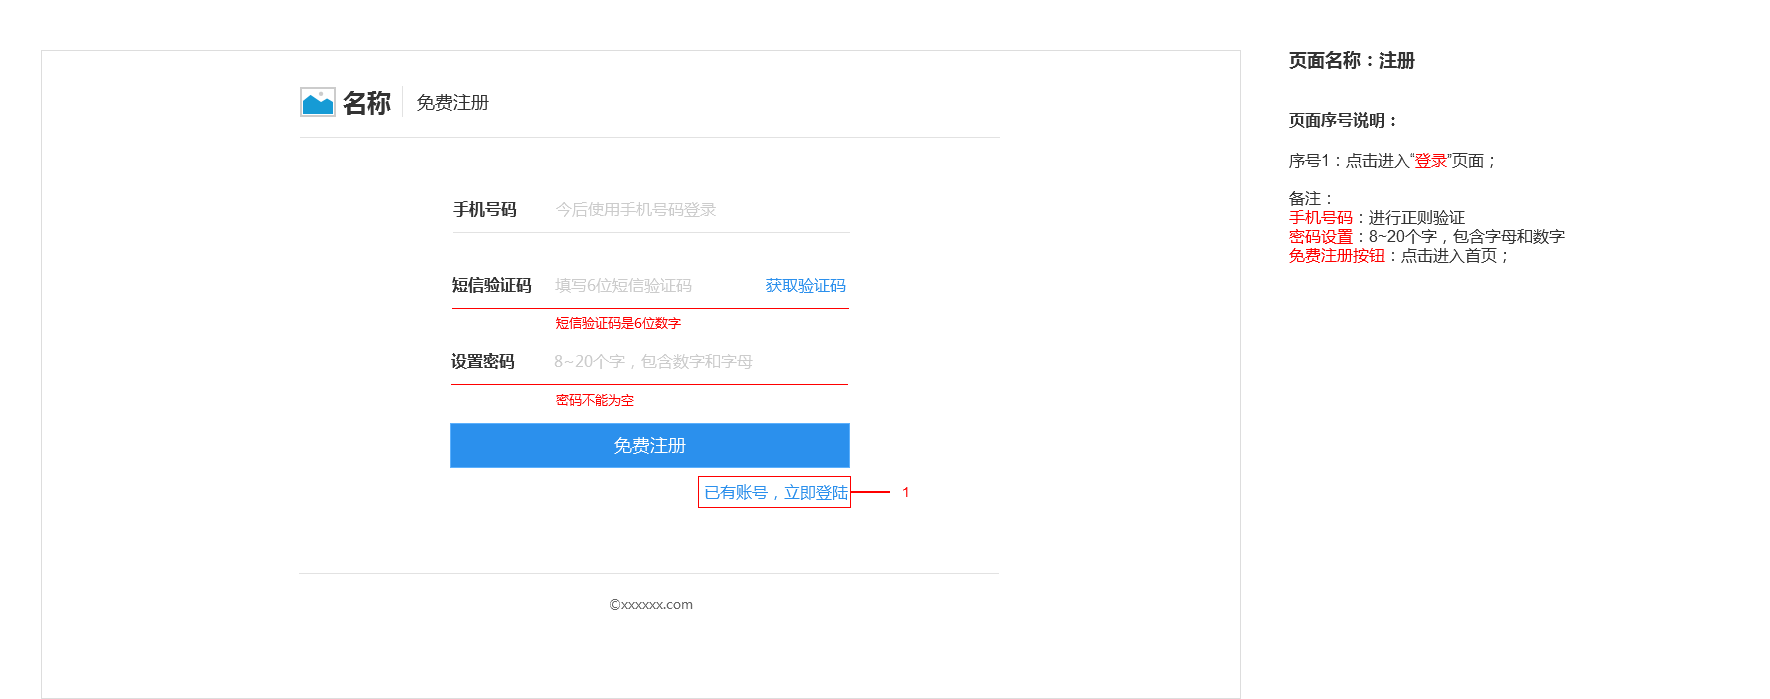 名称
免费注册
手机号码 今后使用手机号码登录
短信验证码 填写6位短信验证码 获取验证码
短信验证码是6位数字
设置密码 8~20个字，包含数字和字母
密码不能为空
免费注册
已有账号，立即登陆 1
©xxxxxx.com
页面名称：注册
页面序号说明：
序号1：点击进入“登录”页面；
备注：
手机号码：进行正则验证
密码设置：8~20个字，包含字母和数字
免费注册按钮：点击进入首页；